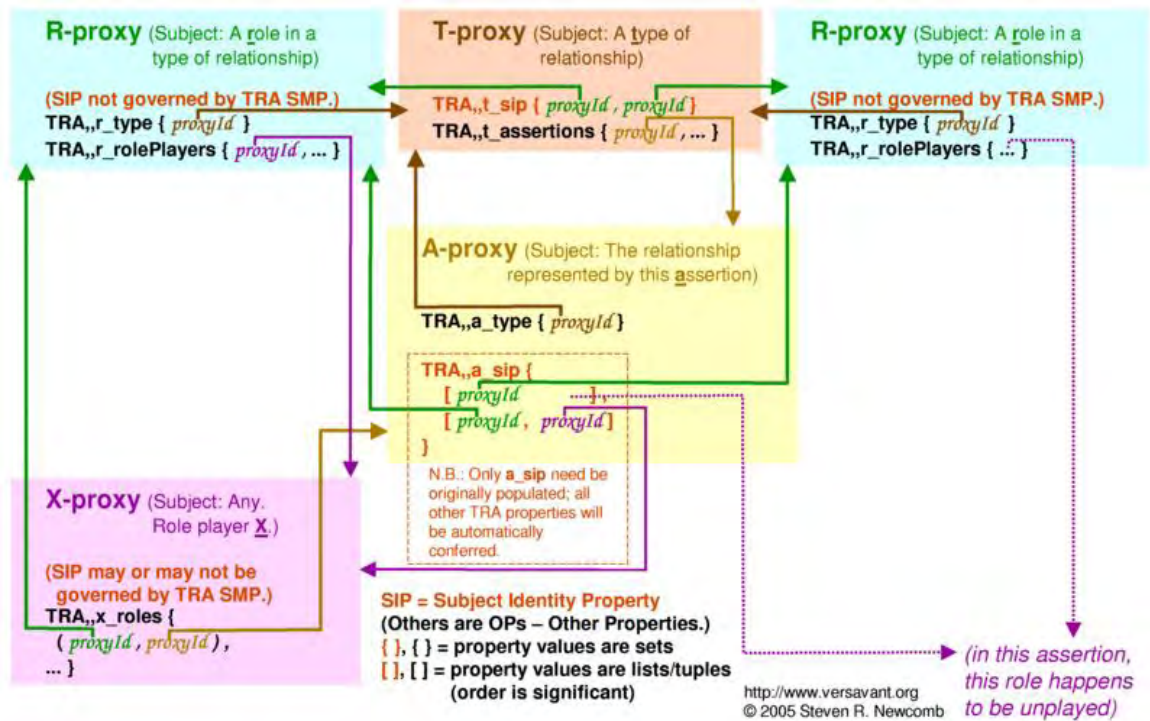 R-proxy (Subject: A role in a
type of relationship)
(SIP not governed by TRA SMP.)
TRA,,r_type { proxyId }
TRA,,r_rolePlayers { proxyId, ... }
T-proxy (Subject: A type of
relationship)
TRA,,t_sip { proxyId, proxyId }
TRA,,t_assertions { proxyId, ... }
R-proxy (Subject: A role in a
type of relationship)
(SIP not governed by TRA SMP.)
TRA,,r_type { proxyId }
TRA,,r_rolePlayers { ... }
A-proxy (Subject: The relationship
represented by this assertion)
TRA,,a_type { proxyId }
TRA,,a_sip {
[ proxyId ] ,
[ proxyId, proxyId ]
}
N.B.: Only a_sip need be
originally populated; all
other TRA properties will
be automatically
conferred.
X-proxy (Subject: Any.
Role player X.)
(SIP may or may not be
governed by TRA SMP.)
TRA,,x_roles {
( proxyId, proxyId ) ,
... }
SIP = Subject Identity Property
(Others are OPs – Other Properties.)
{ }, { } = property values are sets
[ ], [ ] = property values are lists/tuples
(order is significant)
http://www.versavant.org
© 2005 Steven R. Newcomb
(in this assertion,
this role happens
to be unplayed)